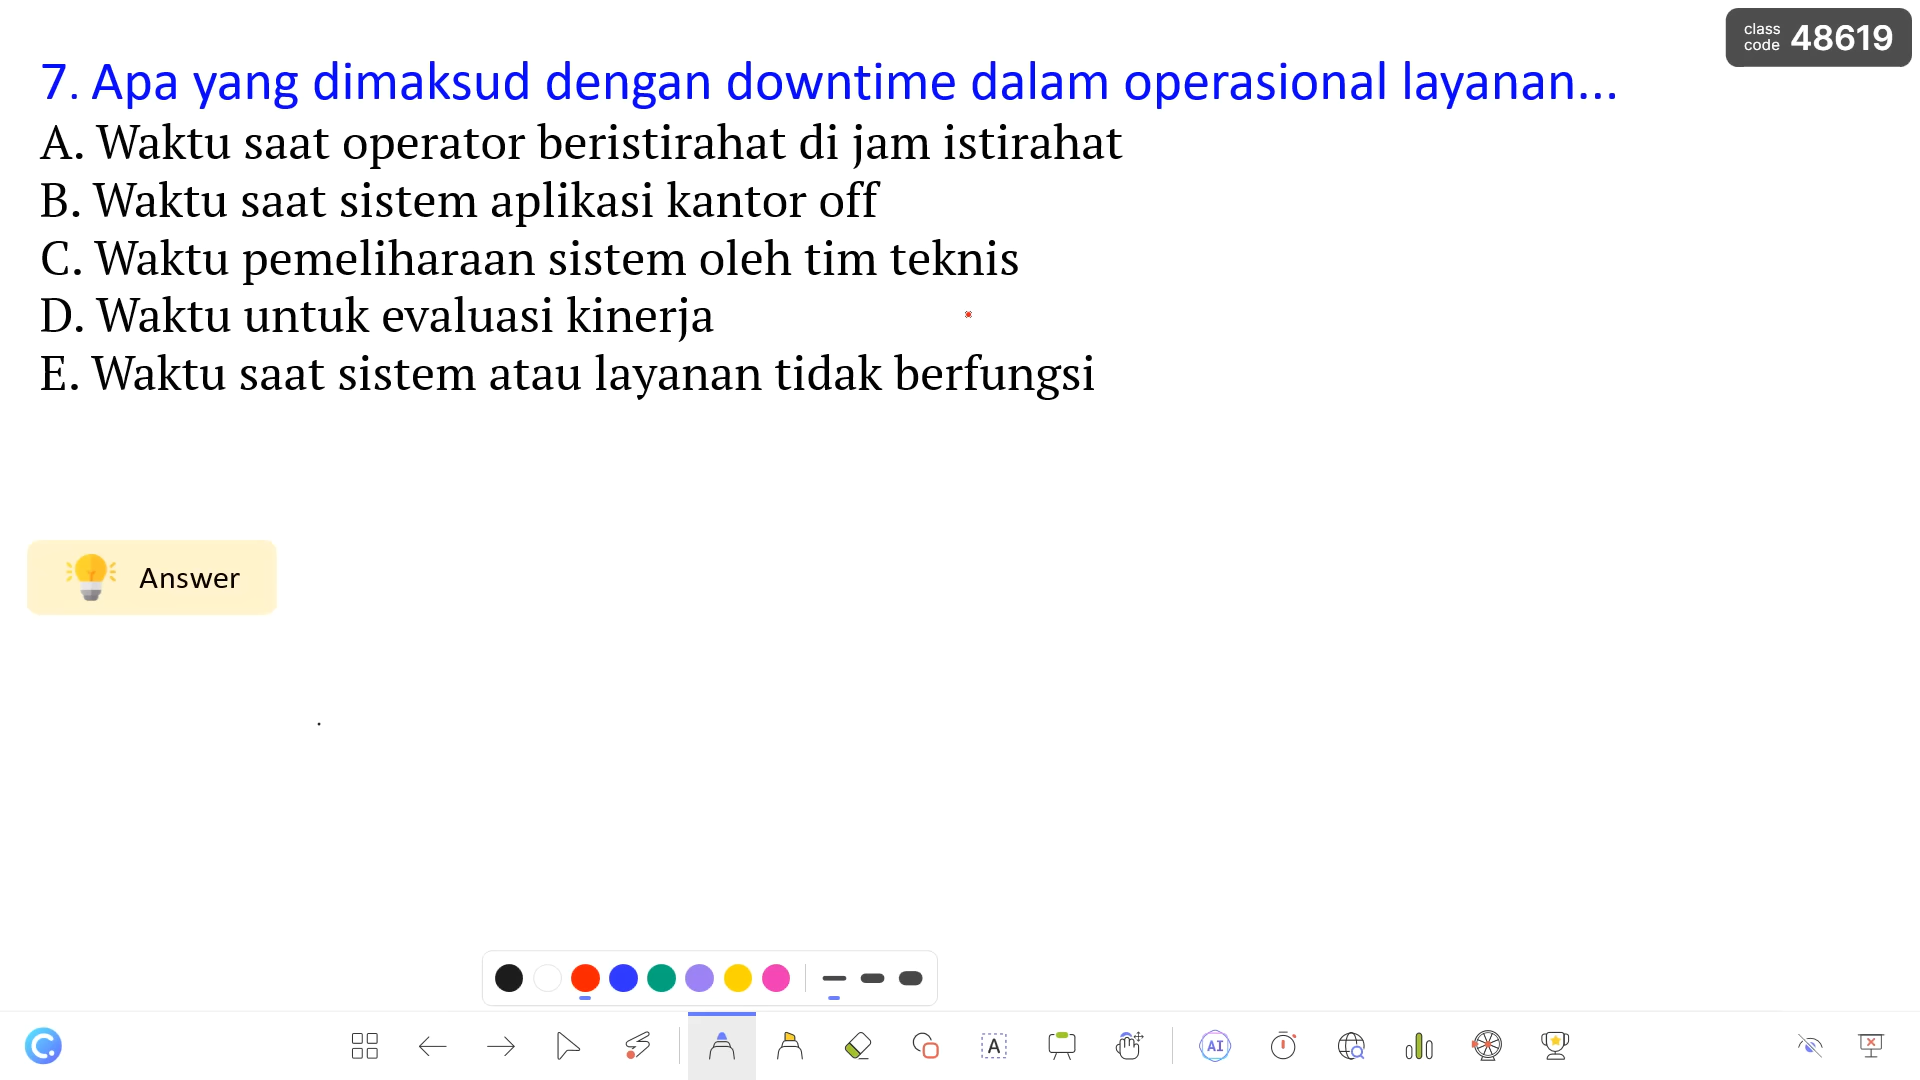 class
code 48619
7. Apa yang dimaksud dengan downtime dalam operasional layanan...
A. Waktu saat operator beristirahat di jam istirahat
B. Waktu saat sistem aplikasi kantor off
C. Waktu pemeliharaan sistem oleh tim teknis
D. Waktu untuk evaluasi kinerja
E. Waktu saat sistem atau layanan tidak berfungsi
Answer
A
AI